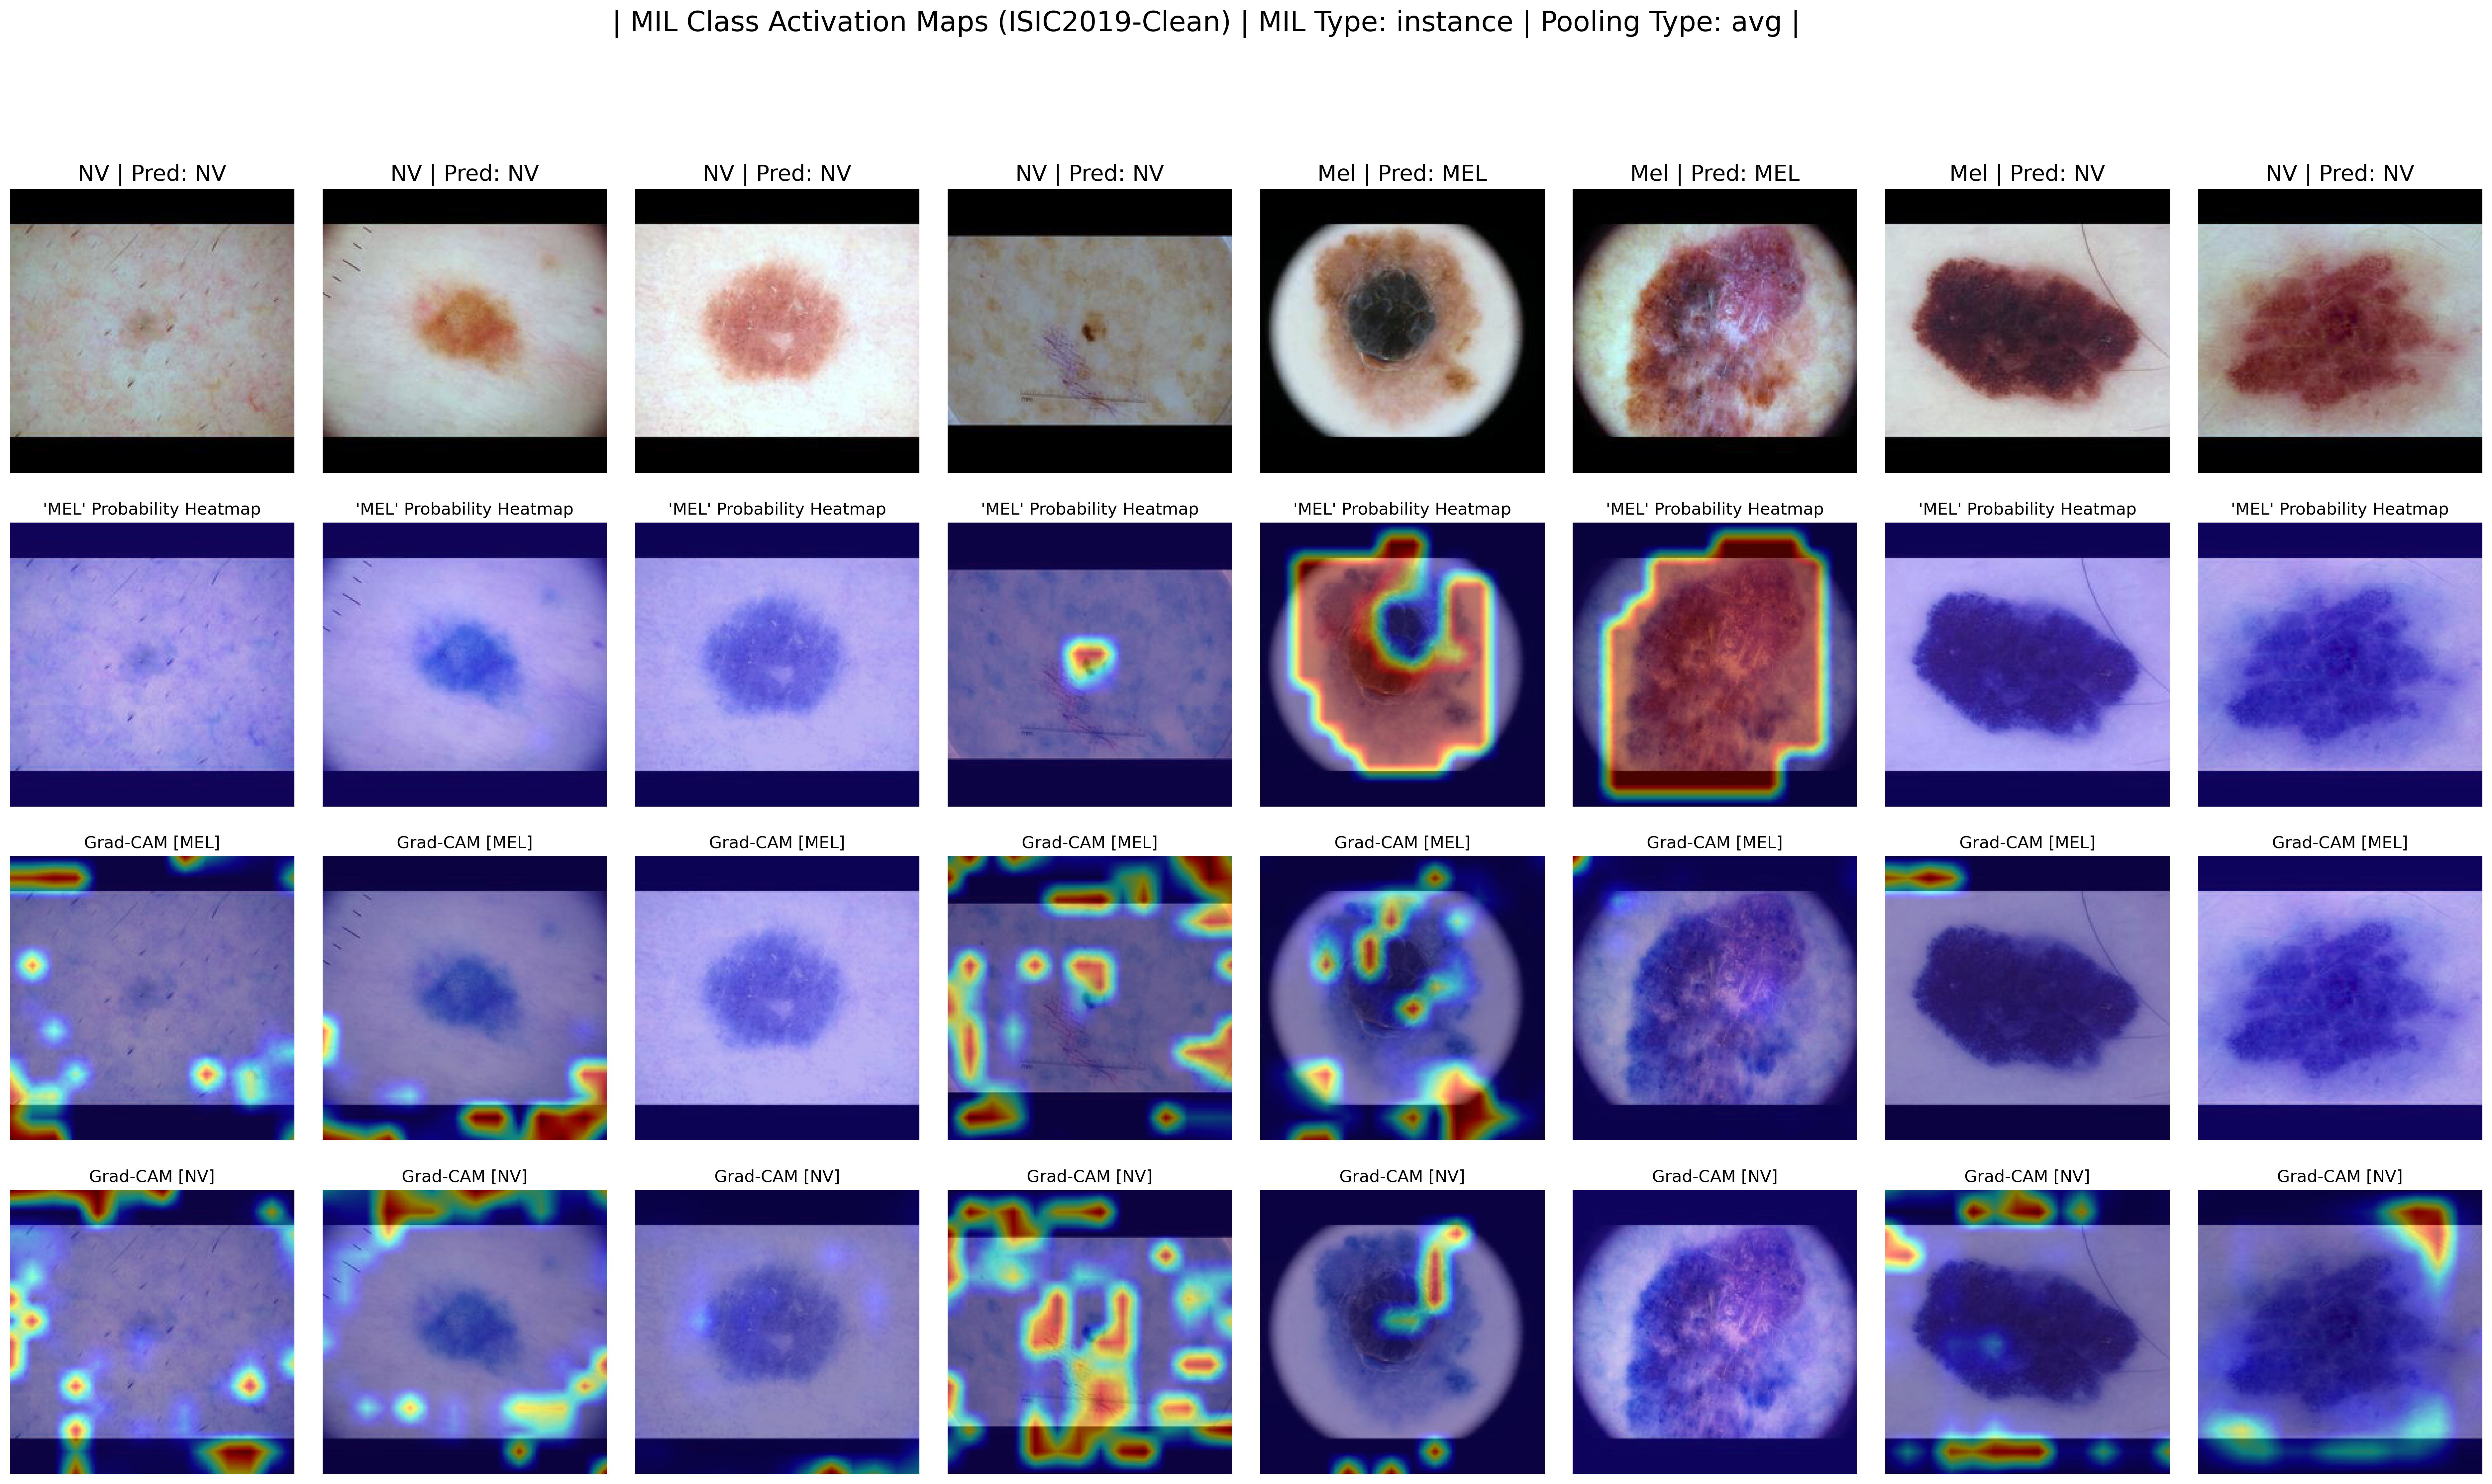 | MIL Class Activation Maps (ISIC2019-Clean) | MIL Type: instance | Pooling Type: avg |
NV | Pred: NV
NV | Pred: NV
NV | Pred: NV
NV | Pred: NV
Mel | Pred: MEL
Mel | Pred: MEL
Mel | Pred: NV
NV | Pred: NV
'MEL' Probability Heatmap
'MEL' Probability Heatmap
'MEL' Probability Heatmap
'MEL' Probability Heatmap
'MEL' Probability Heatmap
'MEL' Probability Heatmap
'MEL' Probability Heatmap
'MEL' Probability Heatmap
Grad-CAM [MEL]
Grad-CAM [MEL]
Grad-CAM [MEL]
Grad-CAM [MEL]
Grad-CAM [MEL]
Grad-CAM [MEL]
Grad-CAM [MEL]
Grad-CAM [MEL]
Grad-CAM [NV]
Grad-CAM [NV]
Grad-CAM [NV]
Grad-CAM [NV]
Grad-CAM [NV]
Grad-CAM [NV]
Grad-CAM [NV]
Grad-CAM [NV]